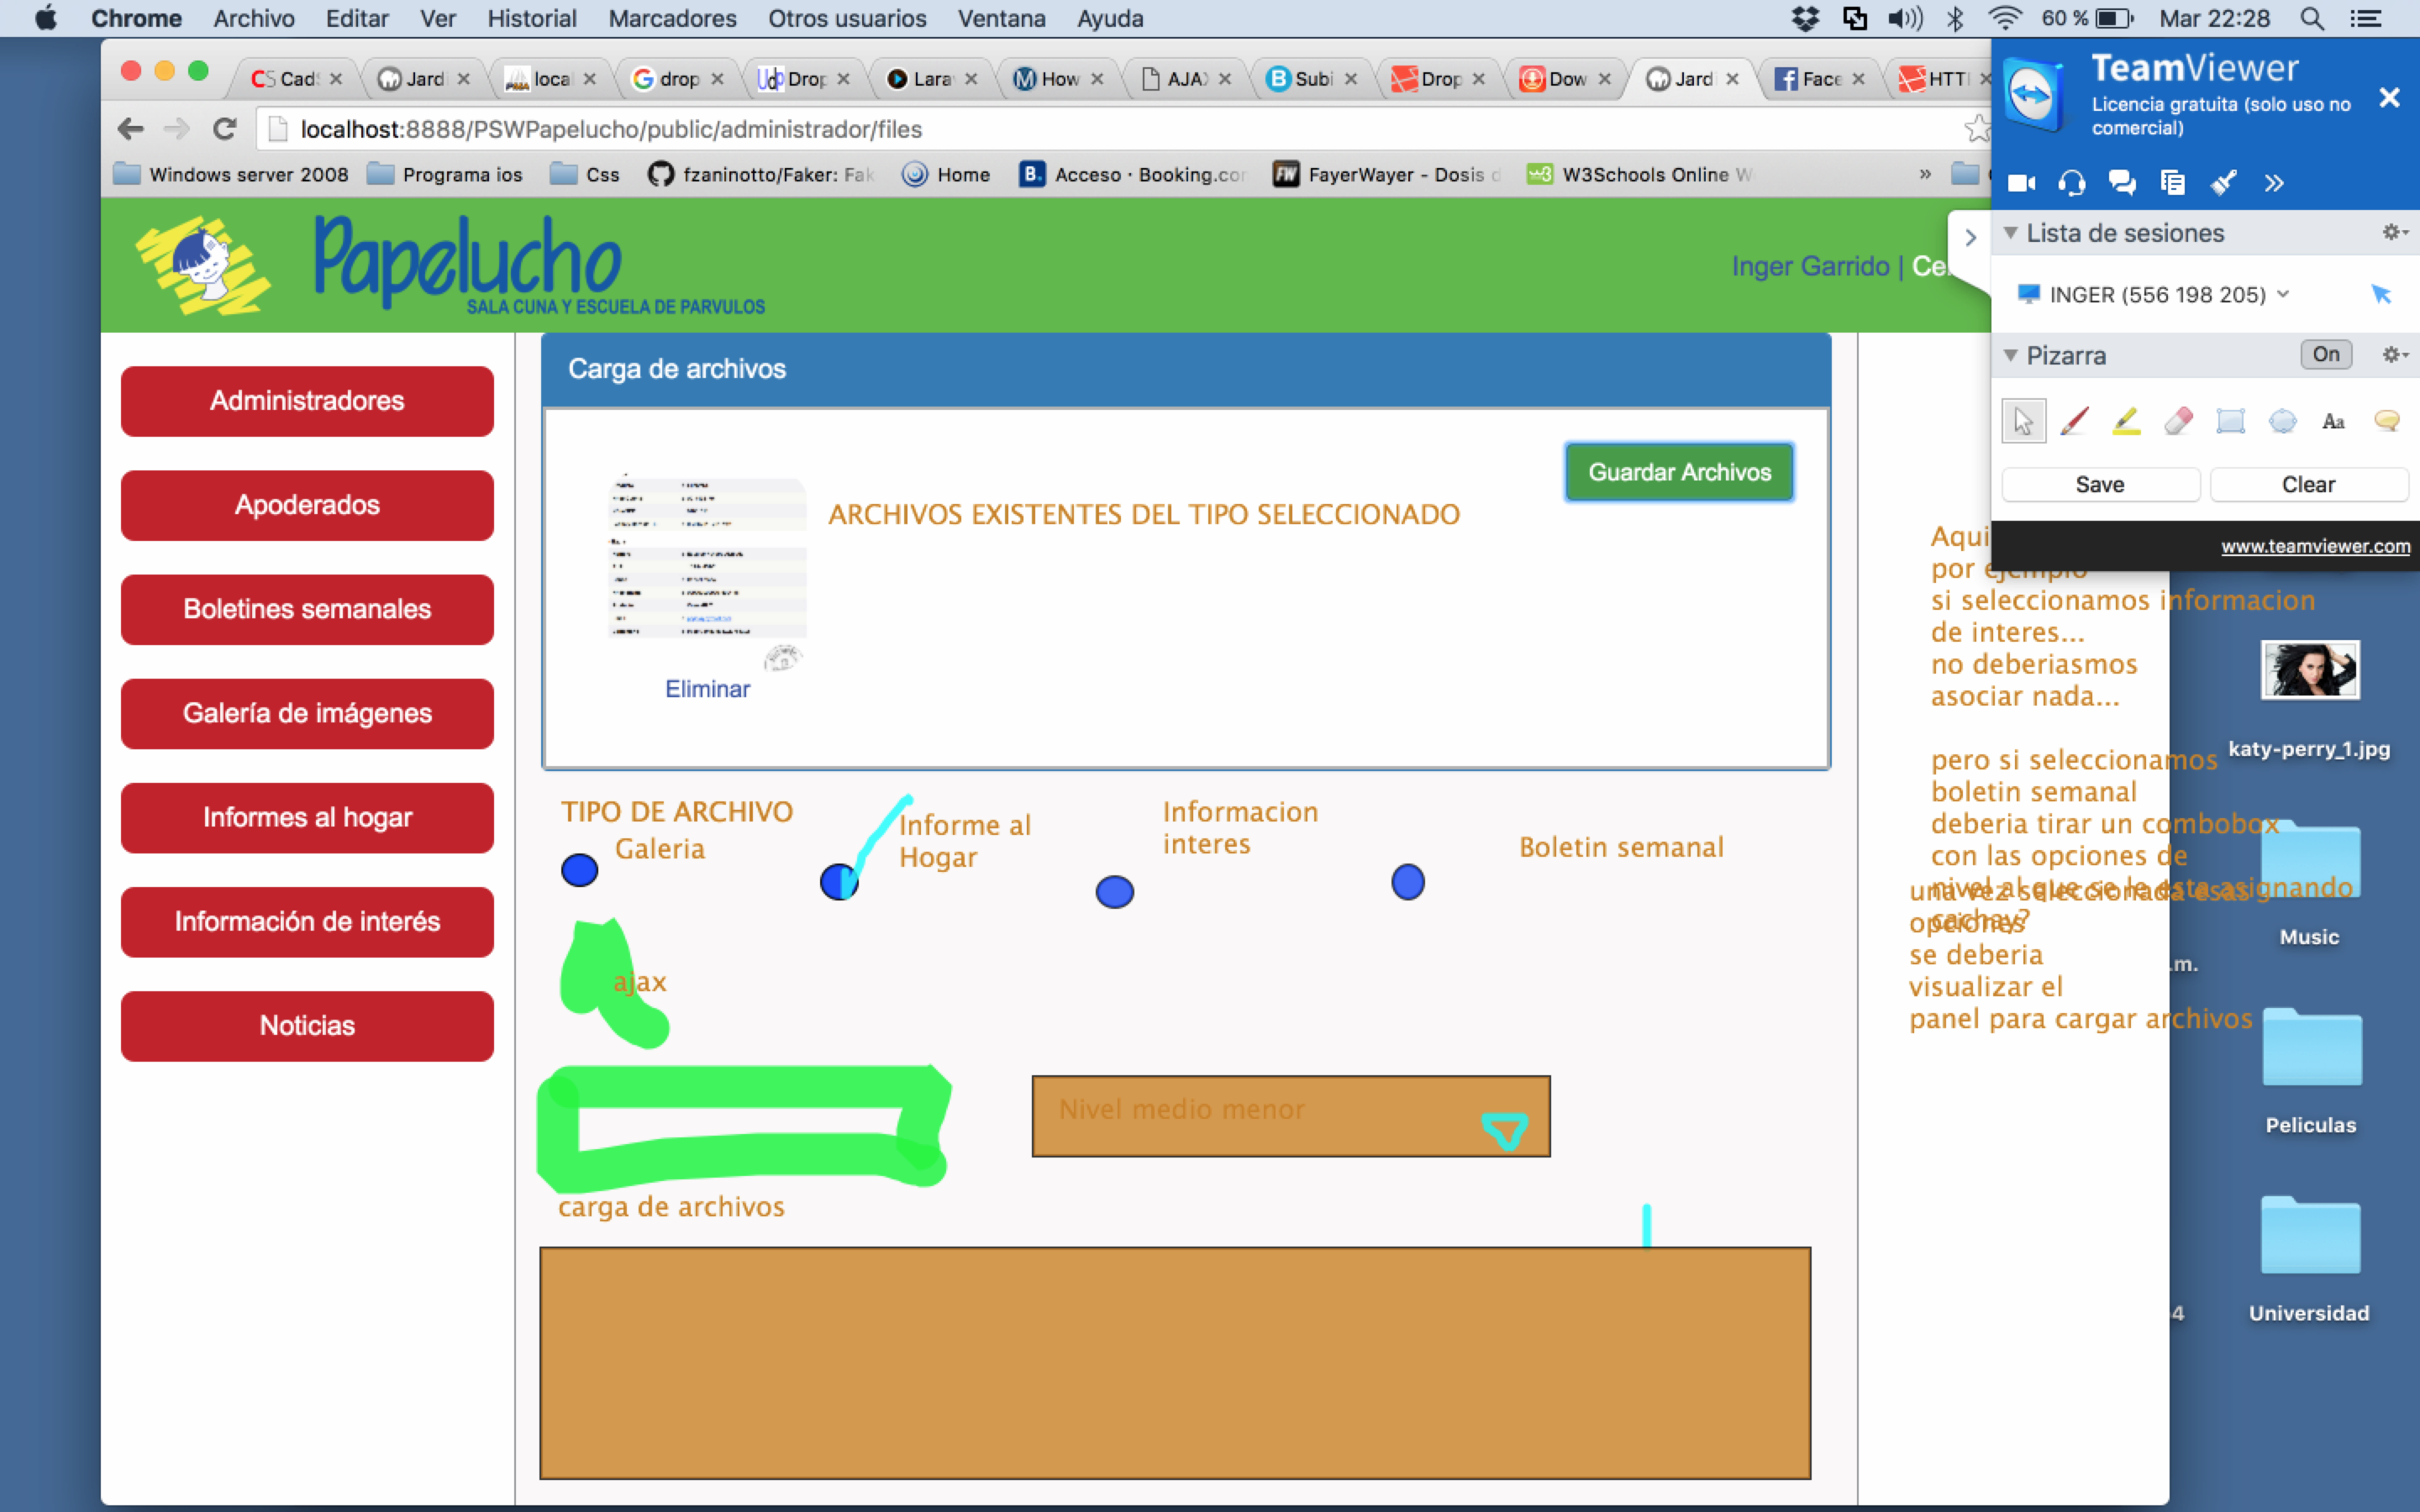 Chrome Archivo Editar Ver Historial Marcadores Otros usuarios Ventana Ayuda
60 % Mar 22:28
CS Cad Jardi local drop Drop Lara How AJAX Subi Drop Dow Jardi Face HTTP
localhost:8888/PSWPapelucho/public/administrador/files
Windows server 2008 Programa ios Css fzaninotto/Faker: Fak Home Acceso · Booking.co FayerWayer - Dosis d W3Schools Online W »
TeamViewer
Licencia gratuita (solo uso no
comercial)
Lista de sesiones
INGER (556 198 205)
Pizarra On
Aa
Save Clear
www.teamviewer.com
Papelucho
SALA CUNA Y ESCUELA DE PARVULOS
Inger Garrido | Ce
Administradores
Apoderados
Boletines semanales
Galería de imágenes
Informes al hogar
Información de interés
Noticias
Carga de archivos
Guardar Archivos
ARCHIVOS EXISTENTES DEL TIPO SELECCIONADO
Eliminar
TIPO DE ARCHIVO
Galeria
Informe al
Hogar
Informacion
interes
Boletin semanal
ajax
Nivel medio menor
carga de archivos
Aqui
por ejemplo
si seleccionamos informacion
de interes...
no deberiasmos
asociar nada...
pero si seleccionamos
boletin semanal
deberia tirar un combobox
con las opciones de
nivel al que se le esta asignando
cachay?
una vez seleccionada esas
opciones
se deberia
visualizar el
panel para cargar archivos
katy-perry_1.jpg
Music
.m.
Peliculas
4
Universidad